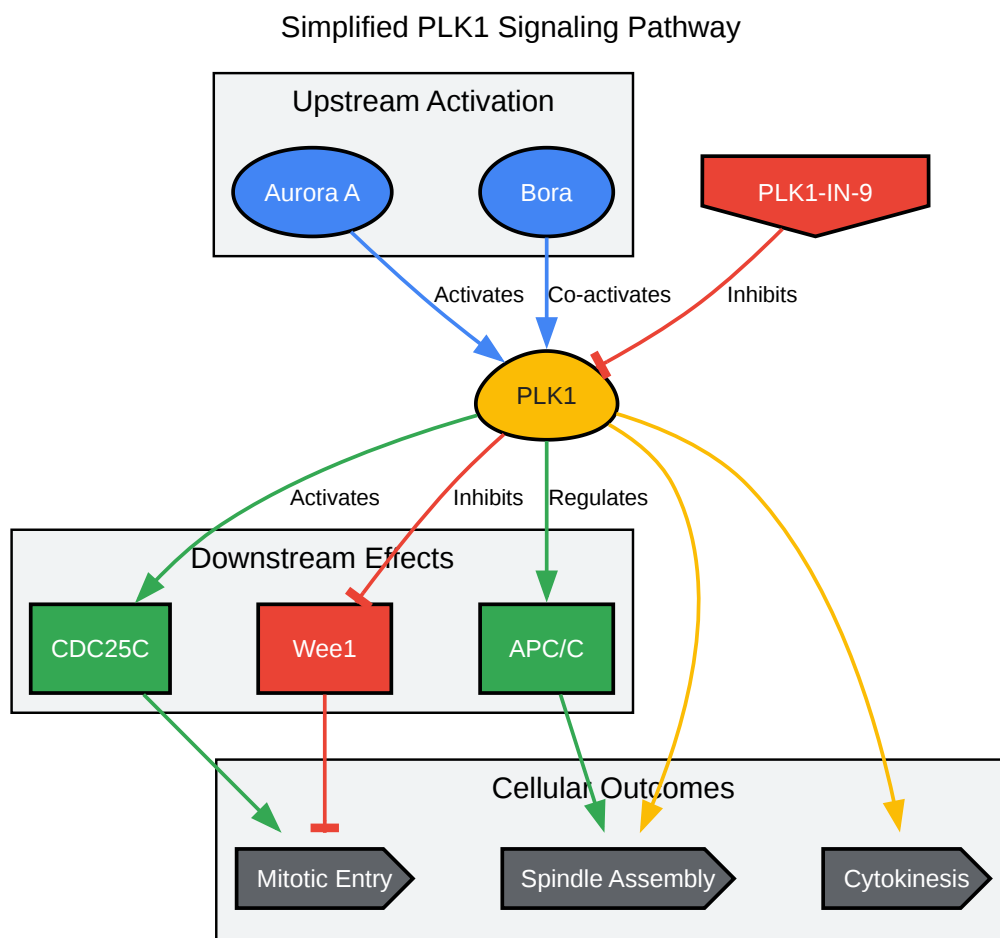 Simplified PLK1 Signaling Pathway
Upstream Activation
Aurora A
Bora
PLK1-IN-9
Activates
Co-activates
Inhibits
PLK1
Activates
Inhibits
Regulates
Downstream Effects
CDC25C
Wee1
APC/C
Cellular Outcomes
Mitotic Entry
Spindle Assembly
Cytokinesis